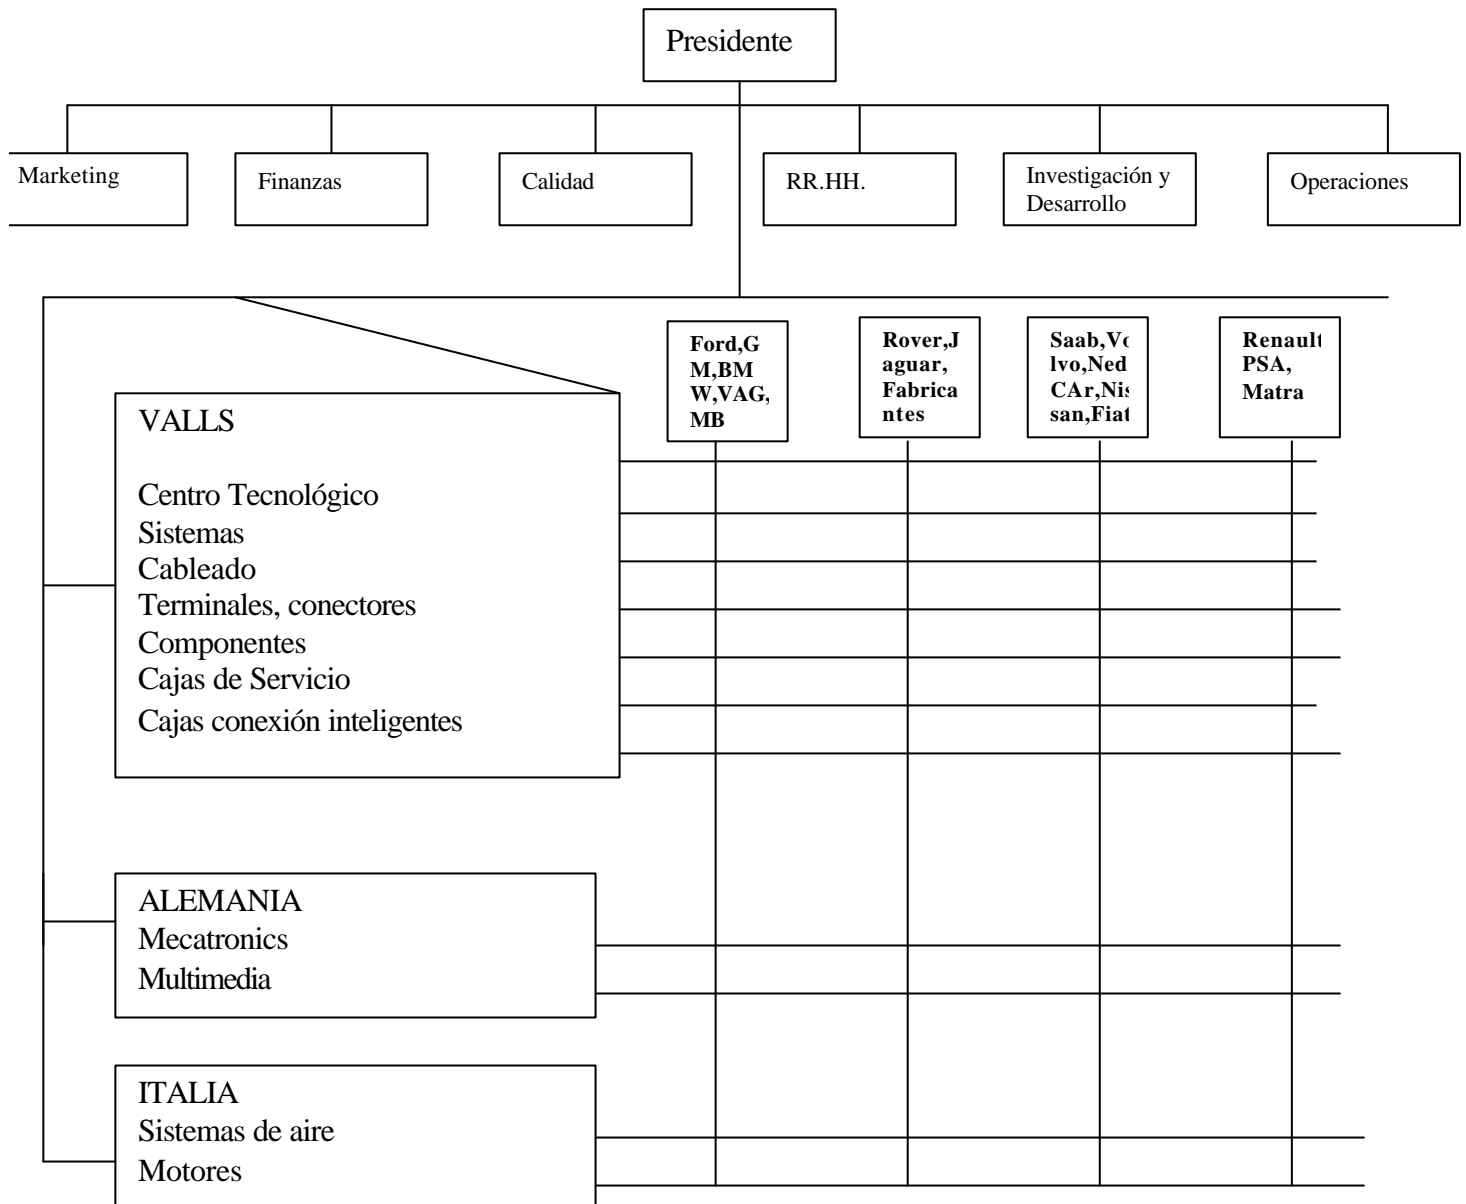 Presidente
Marketing
Finanzas
Calidad
RR.HH.
Investigación y
Desarrollo
Operaciones
Ford,G
M,BM
W,VAG,
MB
Rover,J
aguar,
Fabrica
ntes
Saab,Vo
lvo,Ned
CAr,Nis
san,Fiat
Renault
PSA,
Matra
VALLS
Centro Tecnológico
Sistemas
Cableado
Terminales, conectores
Componentes
Cajas de Servicio
Cajas conexión inteligentes
ALEMANIA
Mecatronics
Multimedia
ITALIA
Sistemas de aire
Motores